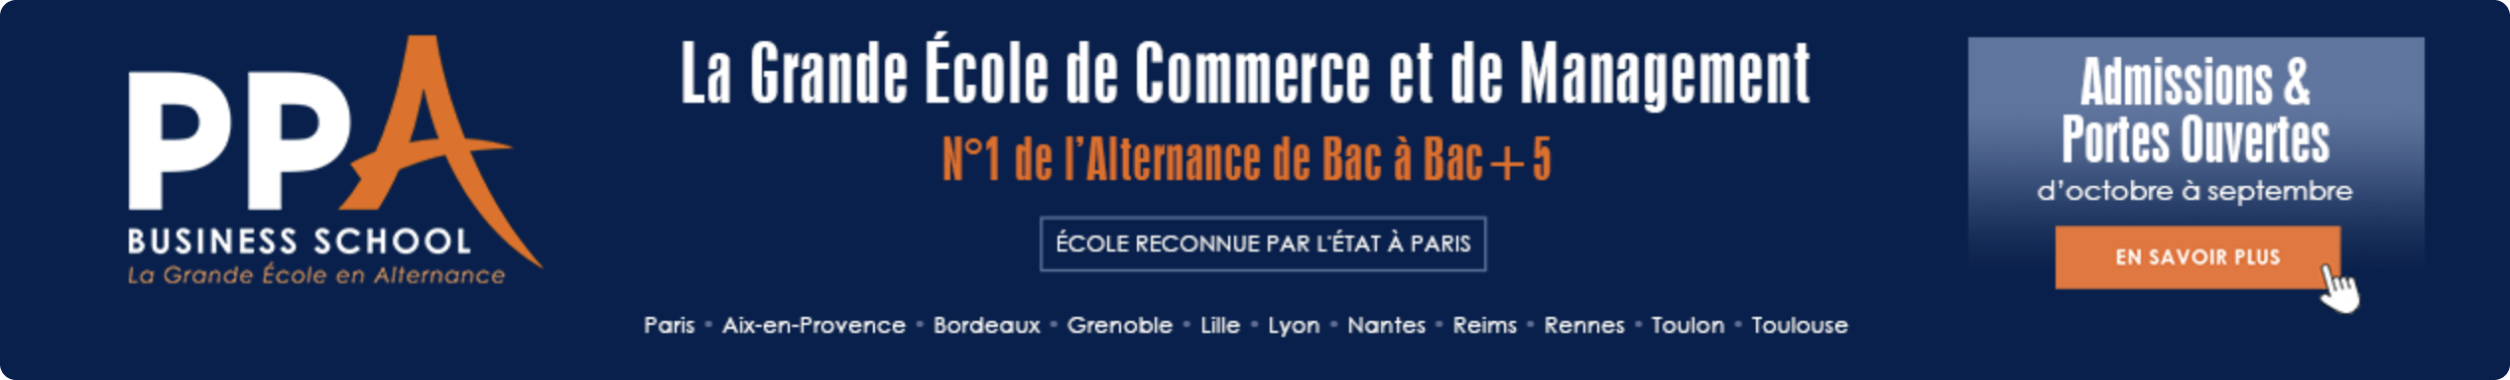 PPA
BUSINESS SCHOOL
La Grande École en Alternance
La Grande École de Commerce et de Management
N°1 de l'Alternance de Bac à Bac+5
ÉCOLE RECONNUE PAR L'ÉTAT À PARIS
Paris • Aix-en-Provence • Bordeaux • Grenoble • Lille • Lyon • Nantes • Reims • Rennes • Toulon • Toulouse
Admissions &
Portes Ouvertes
d'octobre à septembre
EN SAVOIR PLUS